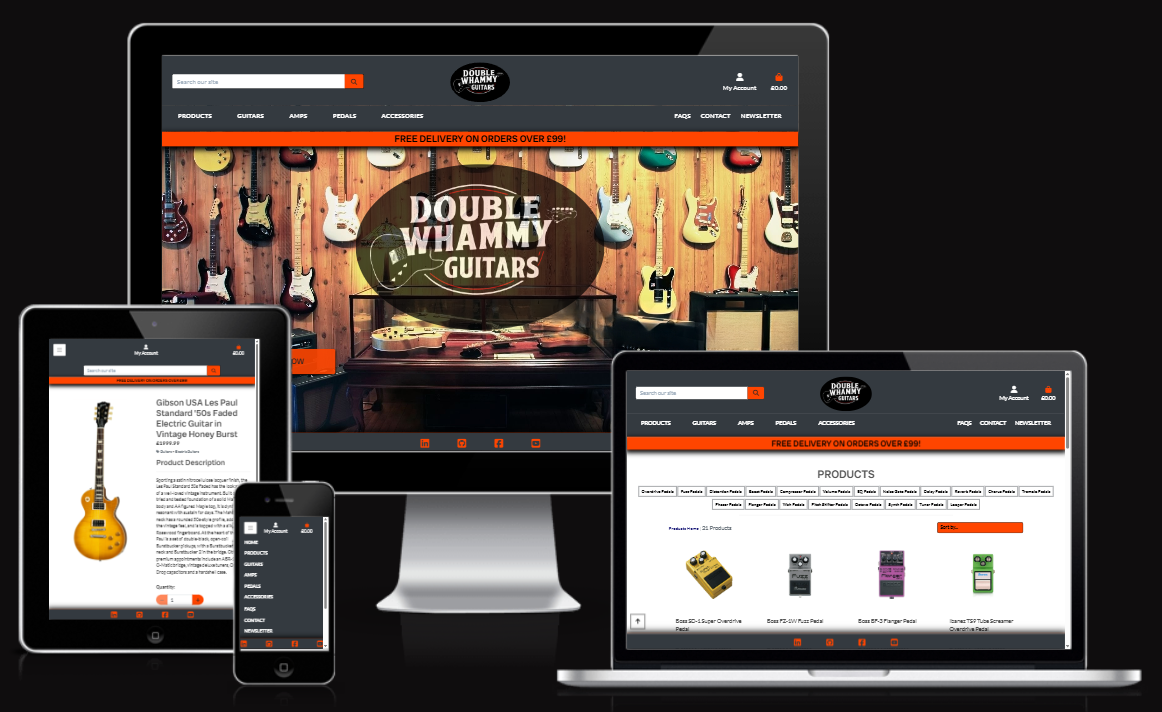 Search our site
DOUBLE
WHAMMY
GUITARS
My Account
£0.00
PRODUCTS GUITARS AMPS PEDALS ACCESSORIES
FAQS CONTACT NEWSLETTER
FREE DELIVERY ON ORDERS OVER £99!
DOUBLE
WHAMMY
GUITARS
OW
My Account
£0.00
Search our site
FREE DELIVERY ON ORDERS OVER £99!
Gibson USA Les Paul
Standard '50s Faded
Electric Guitar in
Vintage Honey Burst
£1999.99
Product Description
Quantity:
1
My Account
£0.00
HOME
PRODUCTS
GUITARS
AMPS
PEDALS
ACCESSORIES
FAQS
CONTACT
NEWSLETTER
Search our site
DOUBLE
WHAMMY
GUITARS
My Account
£0.00
PRODUCTS GUITARS AMPS PEDALS ACCESSORIES
FAQS CONTACT NEWSLETTER
FREE DELIVERY ON ORDERS OVER £99!
PRODUCTS
Overdrive Pedals Fuzz Pedals Distortion Pedals Boost Pedals Compressor Pedals Volume Pedals EQ Pedals Noise Gate Pedals Delay Pedals Reverb Pedals Chorus Pedals Tremolo Pedals
Phaser Pedals Flanger Pedals Wah Pedals Pitch Shifter Pedals Octave Pedals Synth Pedals Tuner Pedals Looper Pedals
Products Home | 21 Products
Sort by...
Boss SD-1 Super Overdrive
Pedal
Boss FZ-1W Fuzz Pedal
Boss BF-3 Flanger Pedal
Ibanez TS9 Tube Screamer
Overdrive Pedal